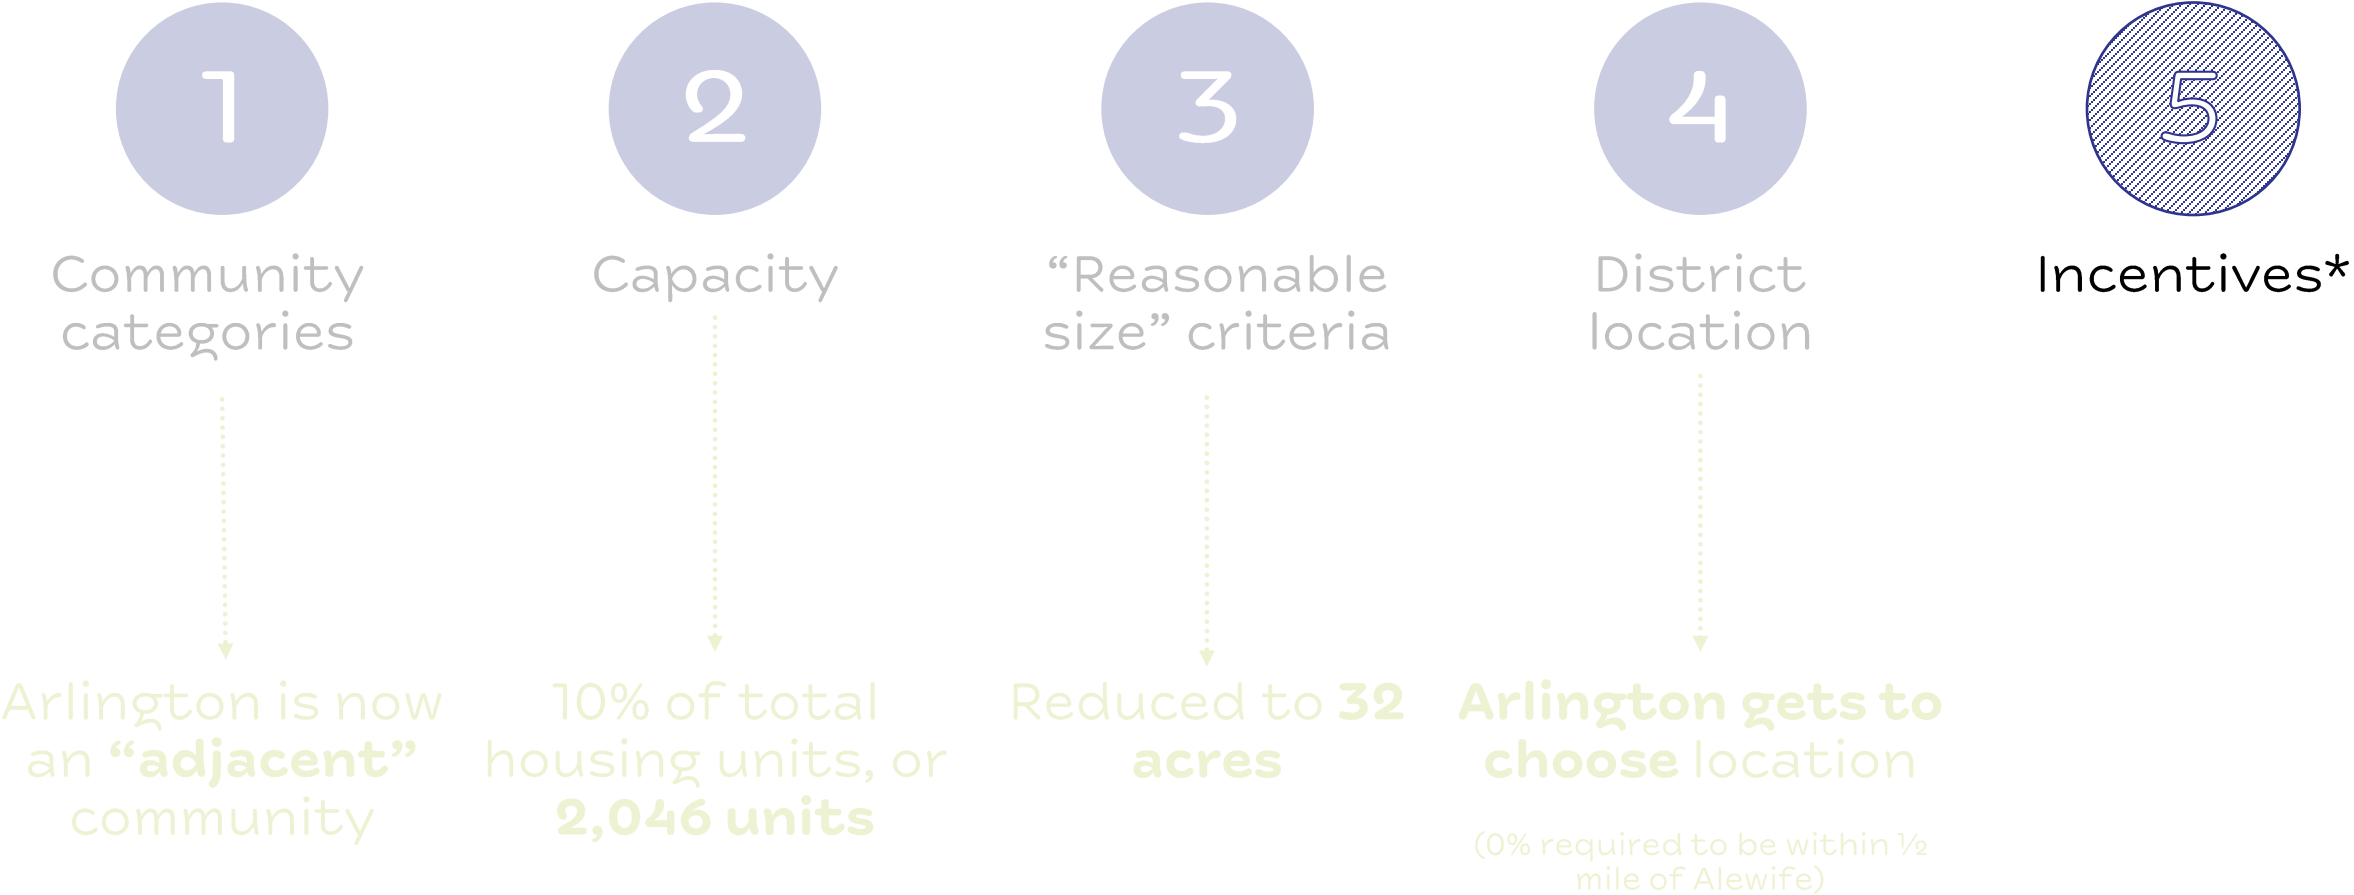 1
Community
categories
Arlington is now
an “adjacent”
community
2
Capacity
10% of total
housing units, or
2,046 units
3
“Reasonable
size” criteria
Reduced to 32
acres
4
District
location
Arlington gets to
choose location
(0% required to be within ½
mile of Alewife)
5
Incentives*